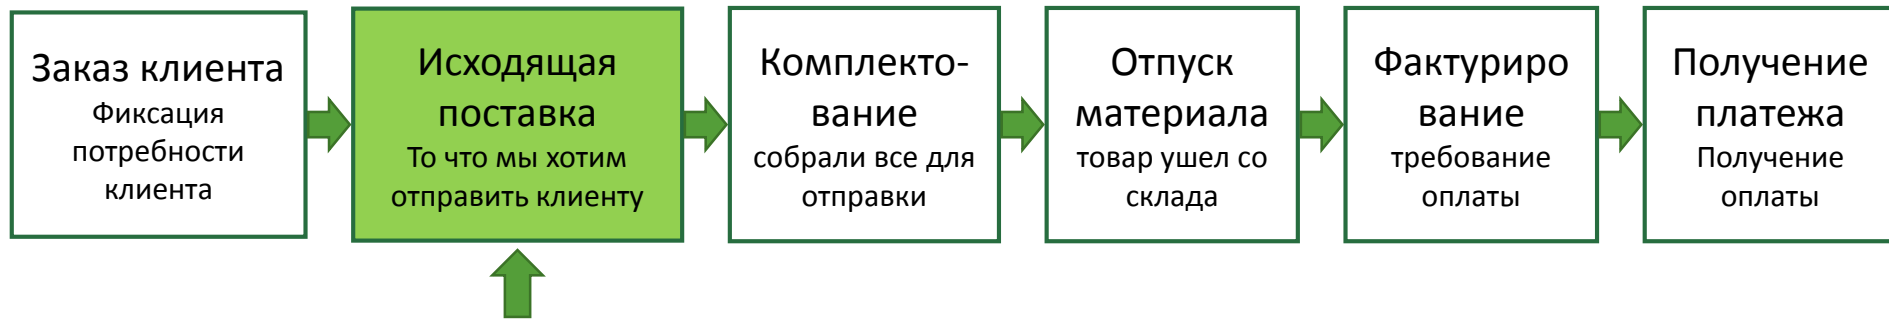 Заказ клиента
Фиксация
потребности
клиента
Исходящая
поставка
То что мы хотим
отправить клиенту
Комплекто-
вание
собрали все для
отправки
Отпуск
материала
товар ушел со
склада
Фактуриро
вание
требование
оплаты
Получение
платежа
Получение
оплаты